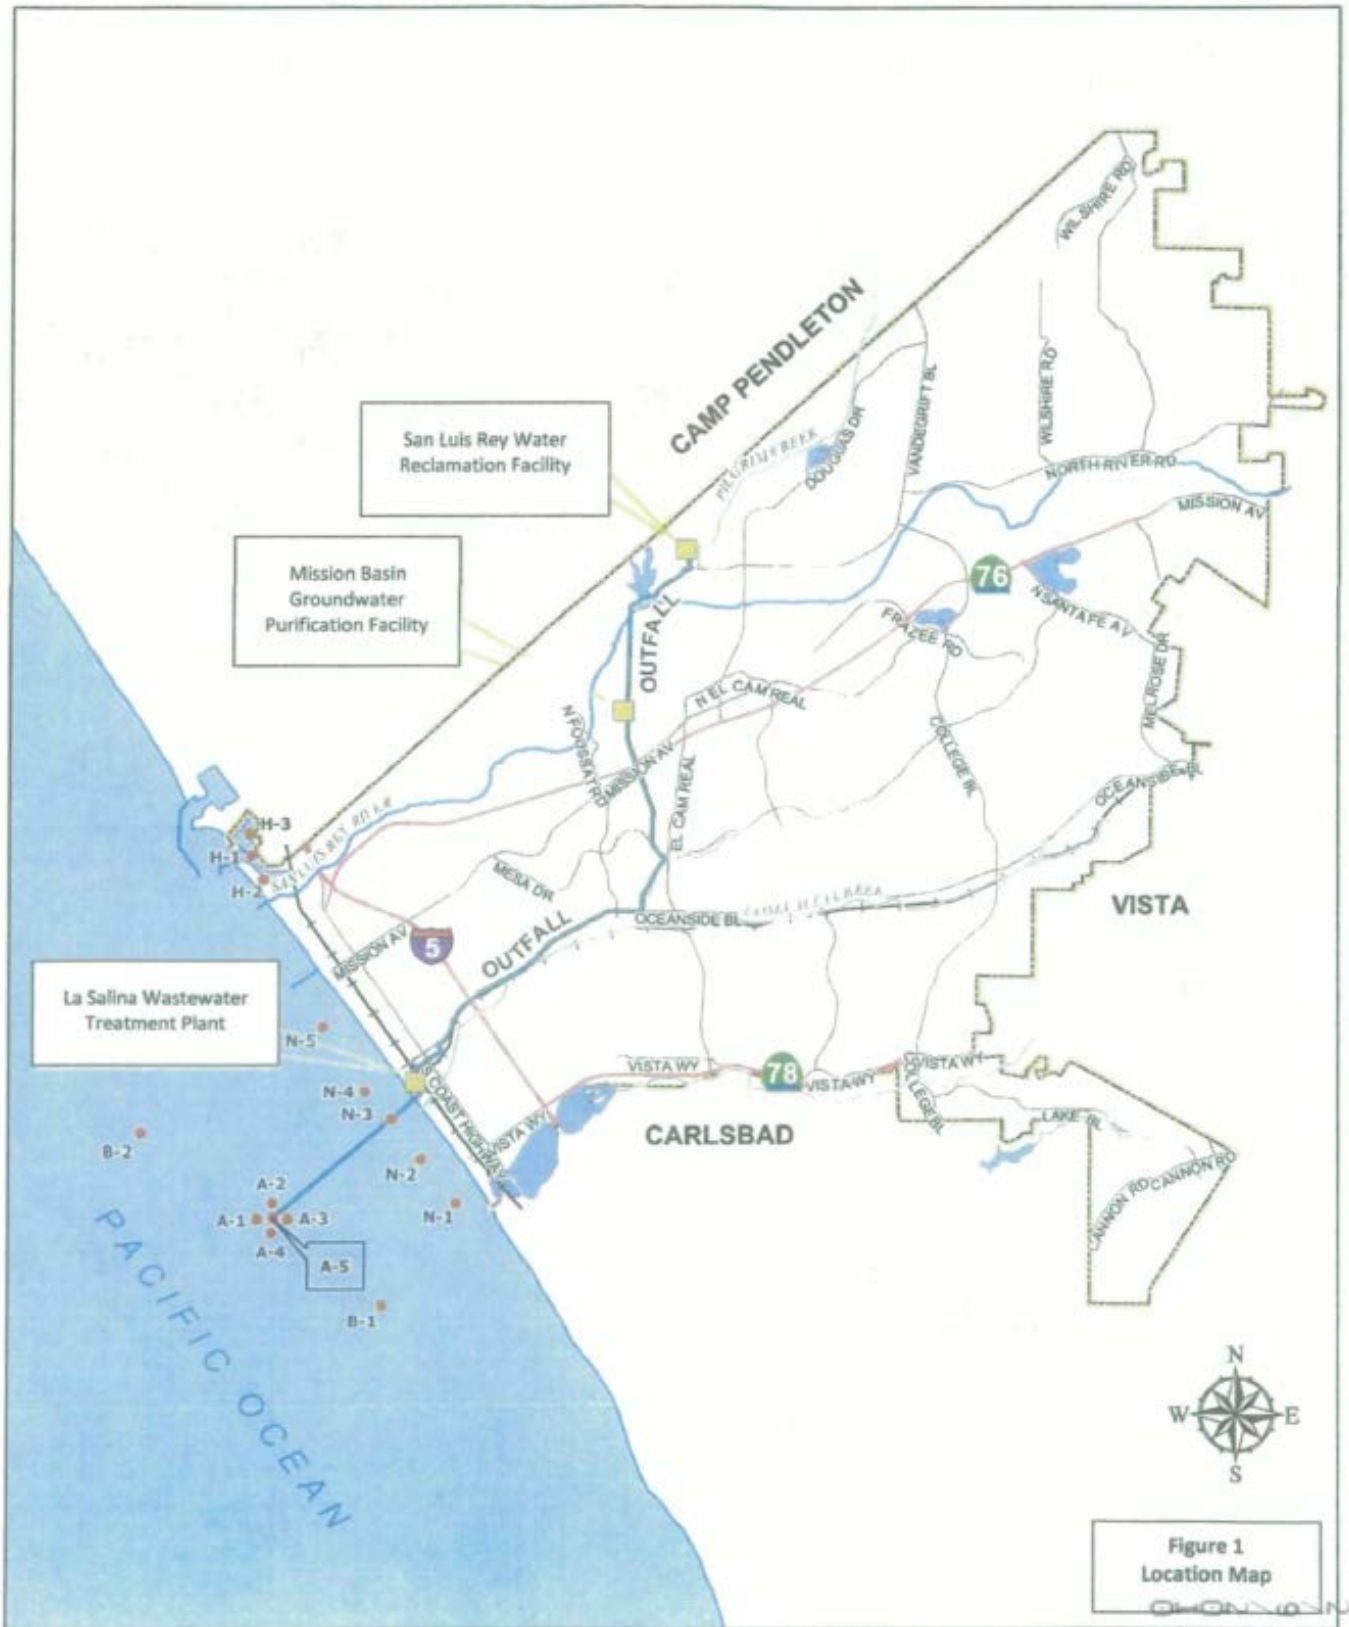 WILSHIRE RD
CAMP PENDLETON
San Luis Rey Water
Reclamation Facility
PILGRIM CREEK
DOUGLAS DR
VANDEGRIFT BL
WILSHIRE RD
NORTH RIVER RD
MISSION AV
Mission Basin
Groundwater
Purification Facility
76
N SANTA FE AV
FRAZEE RD
OUTFALL
MELROSE DR
N EL CAM REAL
N FOUSSAT RD
MISSION AV
COLLEGE BL
OCEANSIDE BL
EL CAM REAL
H-3
SAN LUIS REY RIVER
H-1
H-2
MESA DR
VISTA
OCEANSIDE BL
MISSION AV
5
OUTFALL
La Salina Wastewater
Treatment Plant
N-5
VISTA WY
78
VISTA WY
VISTA WY
COLLEGE BL
N-4
N-3
S COAST HIGHWAY
VISTA WY
CARLSBAD
LAKE BL
B-2
N-2
CANNON RD
CANNON RD
A-2
A-1
A-3
N-1
A-4
A-5
B-1
PACIFIC OCEAN
N
W
E
S
Figure 1
Location Map